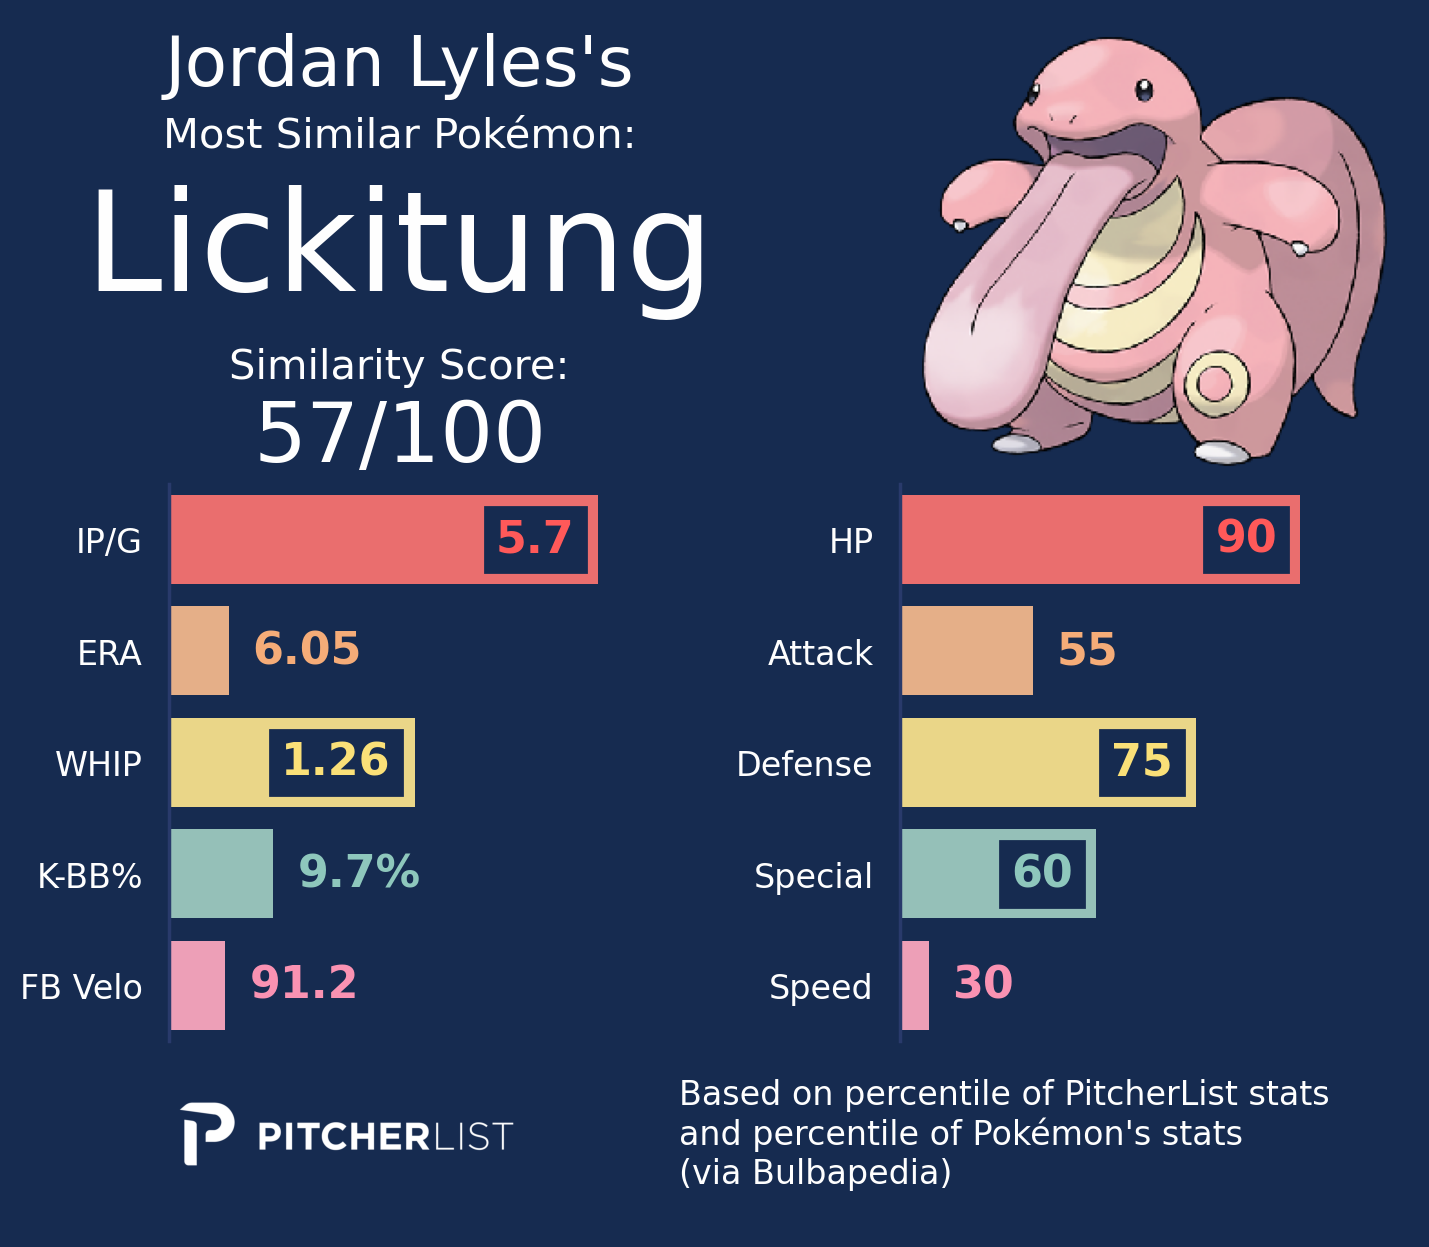 Jordan Lyles's
Most Similar Pokémon:
Lickitung
Similarity Score:
57/100
IP/G 5.7
ERA 6.05
WHIP 1.26
K-BB% 9.7%
FB Velo 91.2
HP 90
Attack 55
Defense 75
Special 60
Speed 30
PITCHERLIST
Based on percentile of PitcherList stats
and percentile of Pokémon's stats
(via Bulbapedia)